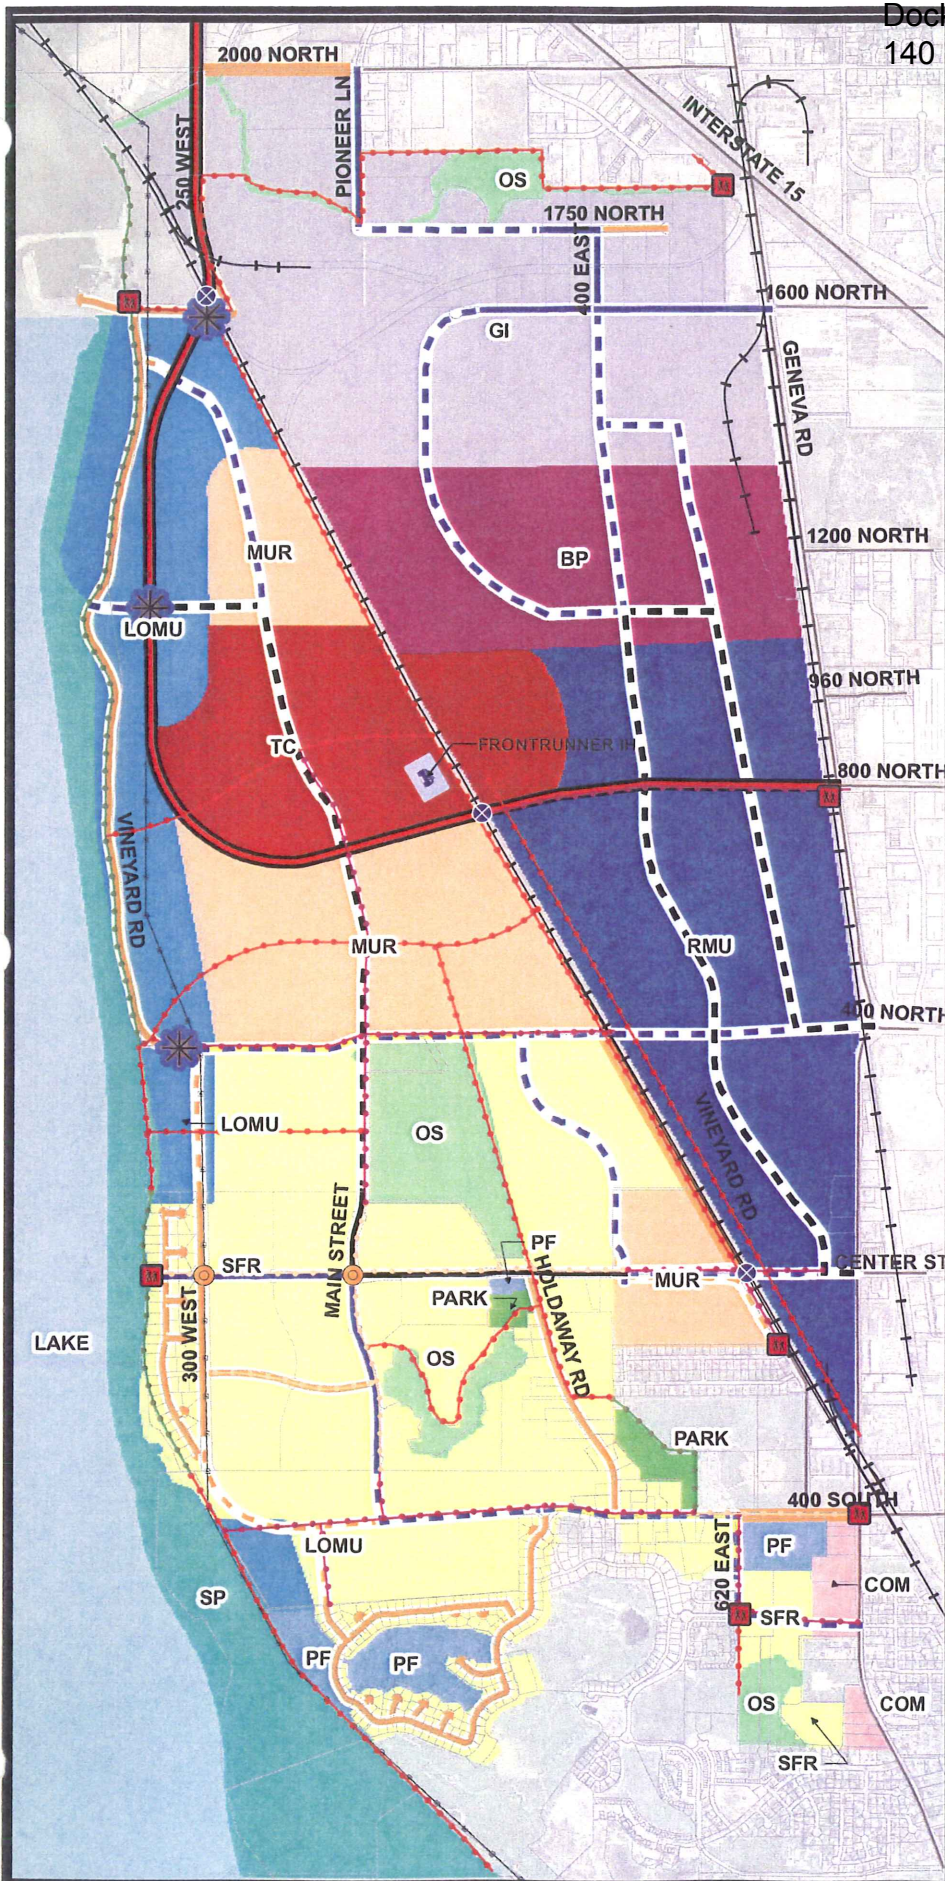 Doc
140
2000 NORTH
250 WEST
PIONEER LN
INTERSTATE 15
OS
1750 NORTH
400 EAST
1600 NORTH
GI
GENEVA RD
1200 NORTH
MUR
BP
LOMU
960 NORTH
TC
FRONTRUNNER IH
800 NORTH
VINEYARD RD
MUR
RMU
400 NORTH
LOMU
OS
VINEYARD RD
MAIN STREET
PF
SFR
CENTER ST
MUR
PARK
HOLDAWAY RD
LAKE
300 WEST
OS
PARK
400 SOUTH
LOMU
620 EAST
PF
COM
SP
SFR
PF
PF
OS
COM
SFR